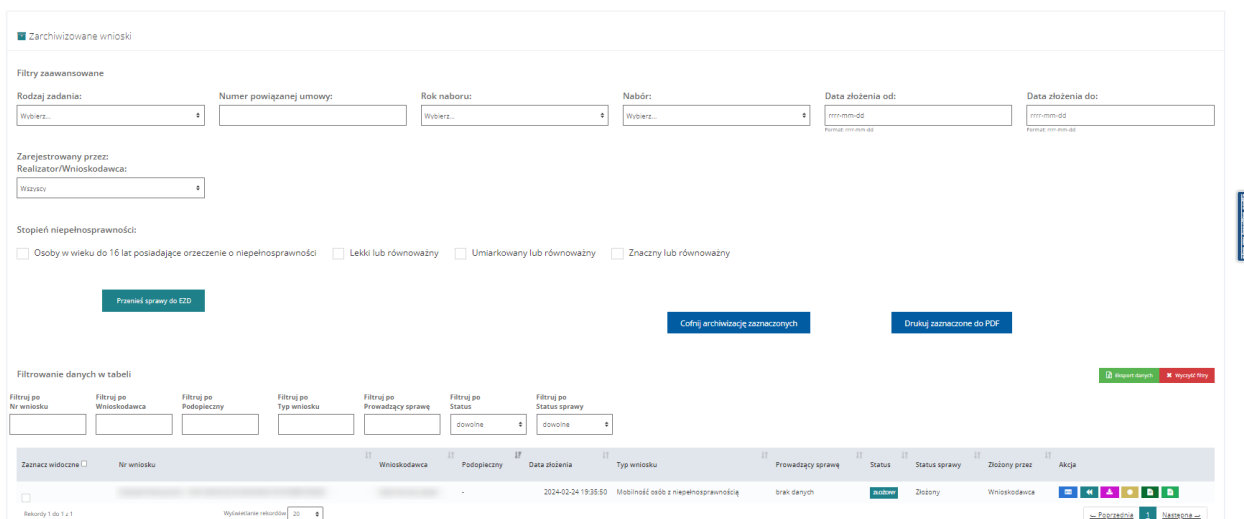 Zarchiwizowane wnioski
Filtry zaawansowane
Rodzaj zadania: Numer powiązanej umowy: Rok naboru: Nabór: Data złożenia od: Data złożenia do:
Wybierz... Wybierz... Wybierz... rrrr-mm-dd rrrr-mm-dd
Format: rrrr-mm-dd Format: rrrr-mm-dd
Zarejestrowany przez:
Realizator/Wnioskodawca:
Wszyscy
Stopień niepełnosprawności:
Osoby w wieku do 16 lat posiadające orzeczenie o niepełnosprawności Lekki lub równoważny Umiarkowany lub równoważny Znaczny lub równoważny
Przenieś sprawy do EZD
Cofnij archiwizację zaznaczonych Drukuj zaznaczone do PDF
Filtrowanie danych w tabeli
Eksport danych Wyczyść filtry
Filtruj po Filtruj po Filtruj po Filtruj po Filtruj po Filtruj po Filtruj po
Nr wniosku Wnioskodawca Podopieczny Typ wniosku Prowadzący sprawę Status Status sprawy
dowolne dowolne
Zaznacz widoczne Nr wniosku Wnioskodawca Podopieczny Data złożenia Typ wniosku Prowadzący sprawę Status Status sprawy Złożony przez Akcja
- 2024-02-24 19:35:50 Mobilność osób z niepełnosprawnością brak danych ZŁOŻONY Złożony Wnioskodawca
Rekordy 1 do 1 z 1 Wyświetlanie rekordów 20 Poprzednia 1 Następna